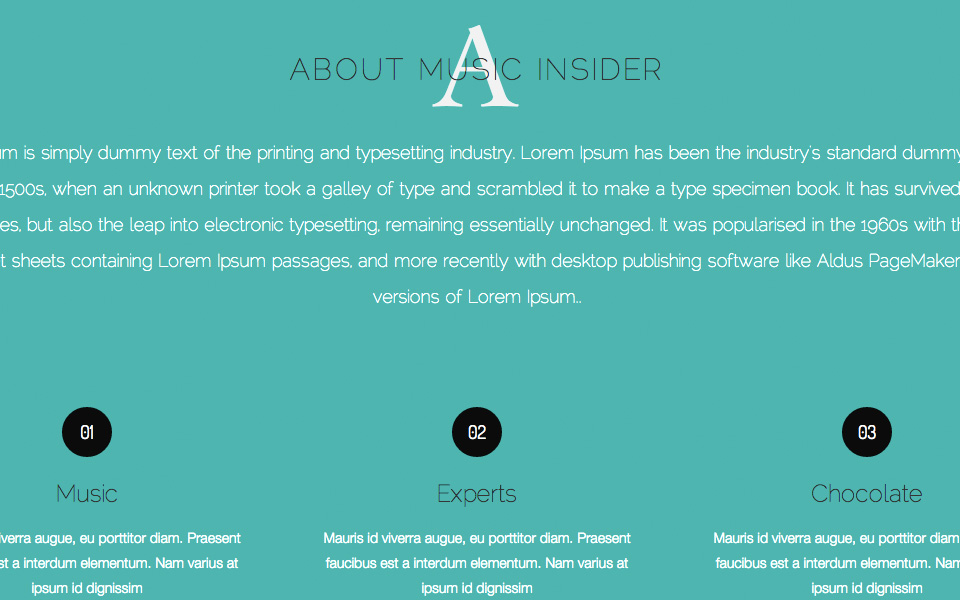 A
ABOUT MUSIC INSIDER
um is simply dummy text of the printing and typesetting industry. Lorem Ipsum has been the industry's standard dummy
1500s, when an unknown printer took a galley of type and scrambled it to make a type specimen book. It has survived
es, but also the leap into electronic typesetting, remaining essentially unchanged. It was popularised in the 1960s with th
t sheets containing Lorem Ipsum passages, and more recently with desktop publishing software like Aldus PageMaker
versions of Lorem Ipsum..
01
Music
viverra augue, eu porttitor diam. Praesent
st a interdum elementum. Nam varius at
ipsum id dignissim
02
Experts
Mauris id viverra augue, eu porttitor diam. Praesent
faucibus est a interdum elementum. Nam varius at
ipsum id dignissim
03
Chocolate
Mauris id viverra augue, eu porttitor diam.
faucibus est a interdum elementum. Nam
ipsum id dignissim